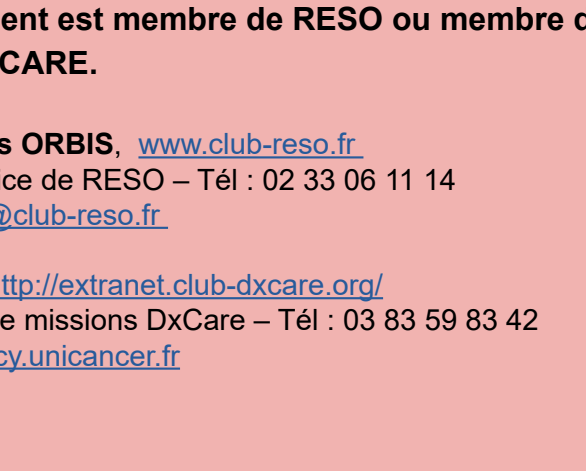 ent est membre de RESO ou membre d
CARE.
s ORBIS, www.club-reso.fr
ice de RESO – Tél : 02 33 06 11 14
@club-reso.fr
ttp://extranet.club-dxcare.org/
e missions DxCare – Tél : 03 83 59 83 42
cy.unicancer.fr